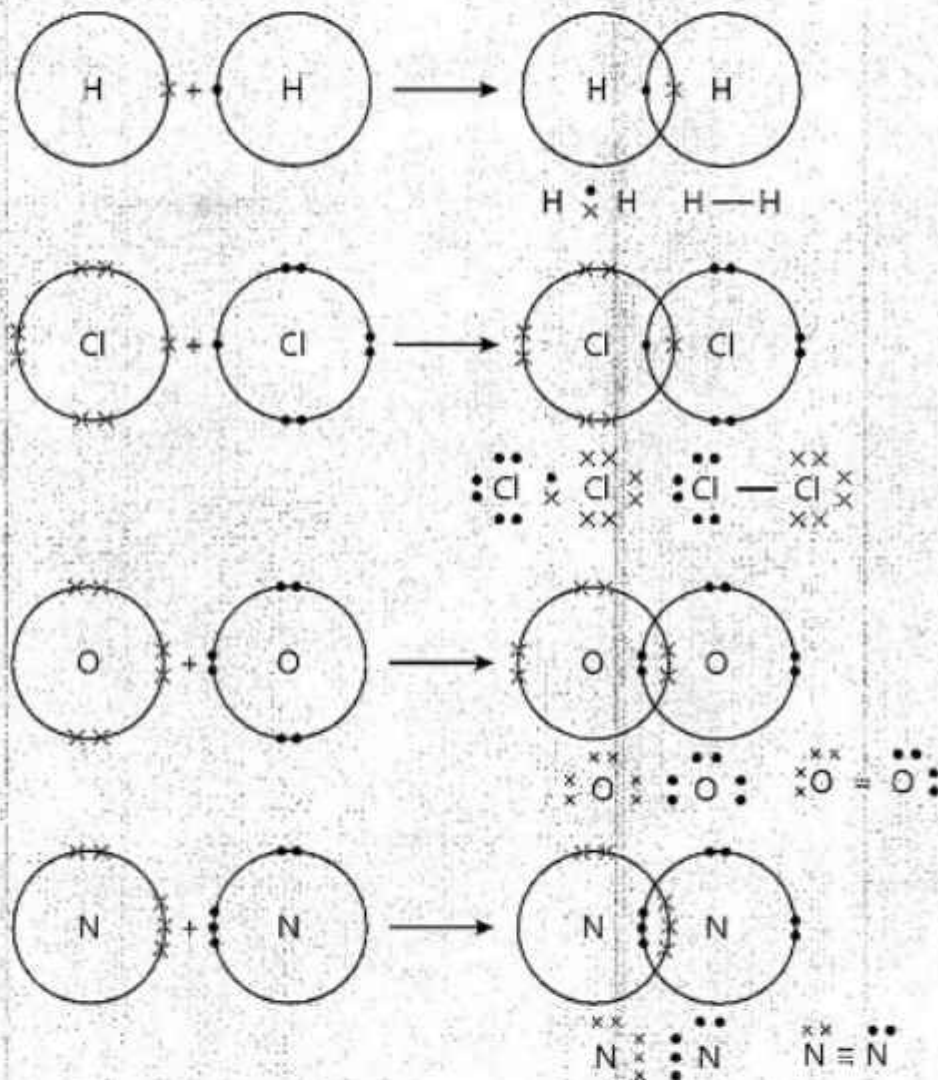 H × + • H → H • × H
H •× H H — H
Cl × + • Cl → Cl • × Cl
Cl •× Cl Cl — Cl
O + O → O O
O O O = O
N + N → N N
N N N ≡ N